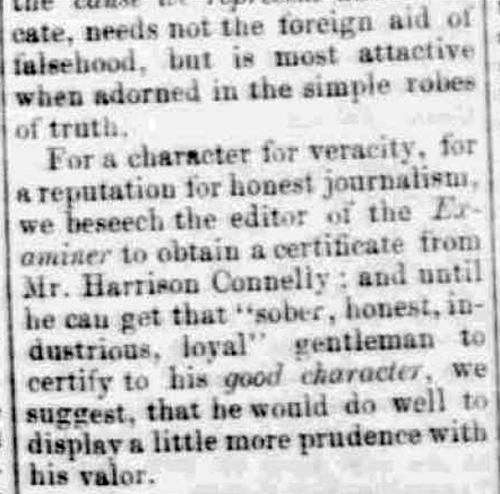 the cause we represent
cate, needs not the foreign aid of
falsehood, but is most attactive
when adorned in the simple robes
of truth.
For a character for veracity, for
a reputation for honest journalism,
we beseech the editor of the Ex-
aminer to obtain a certificate from
Mr. Harrison Connelly; and until
he can get that "sober, honest, in-
dustrious, loyal" gentleman to
certify to his good character, we
suggest, that he would do well to
display a little more prudence with
his valor.